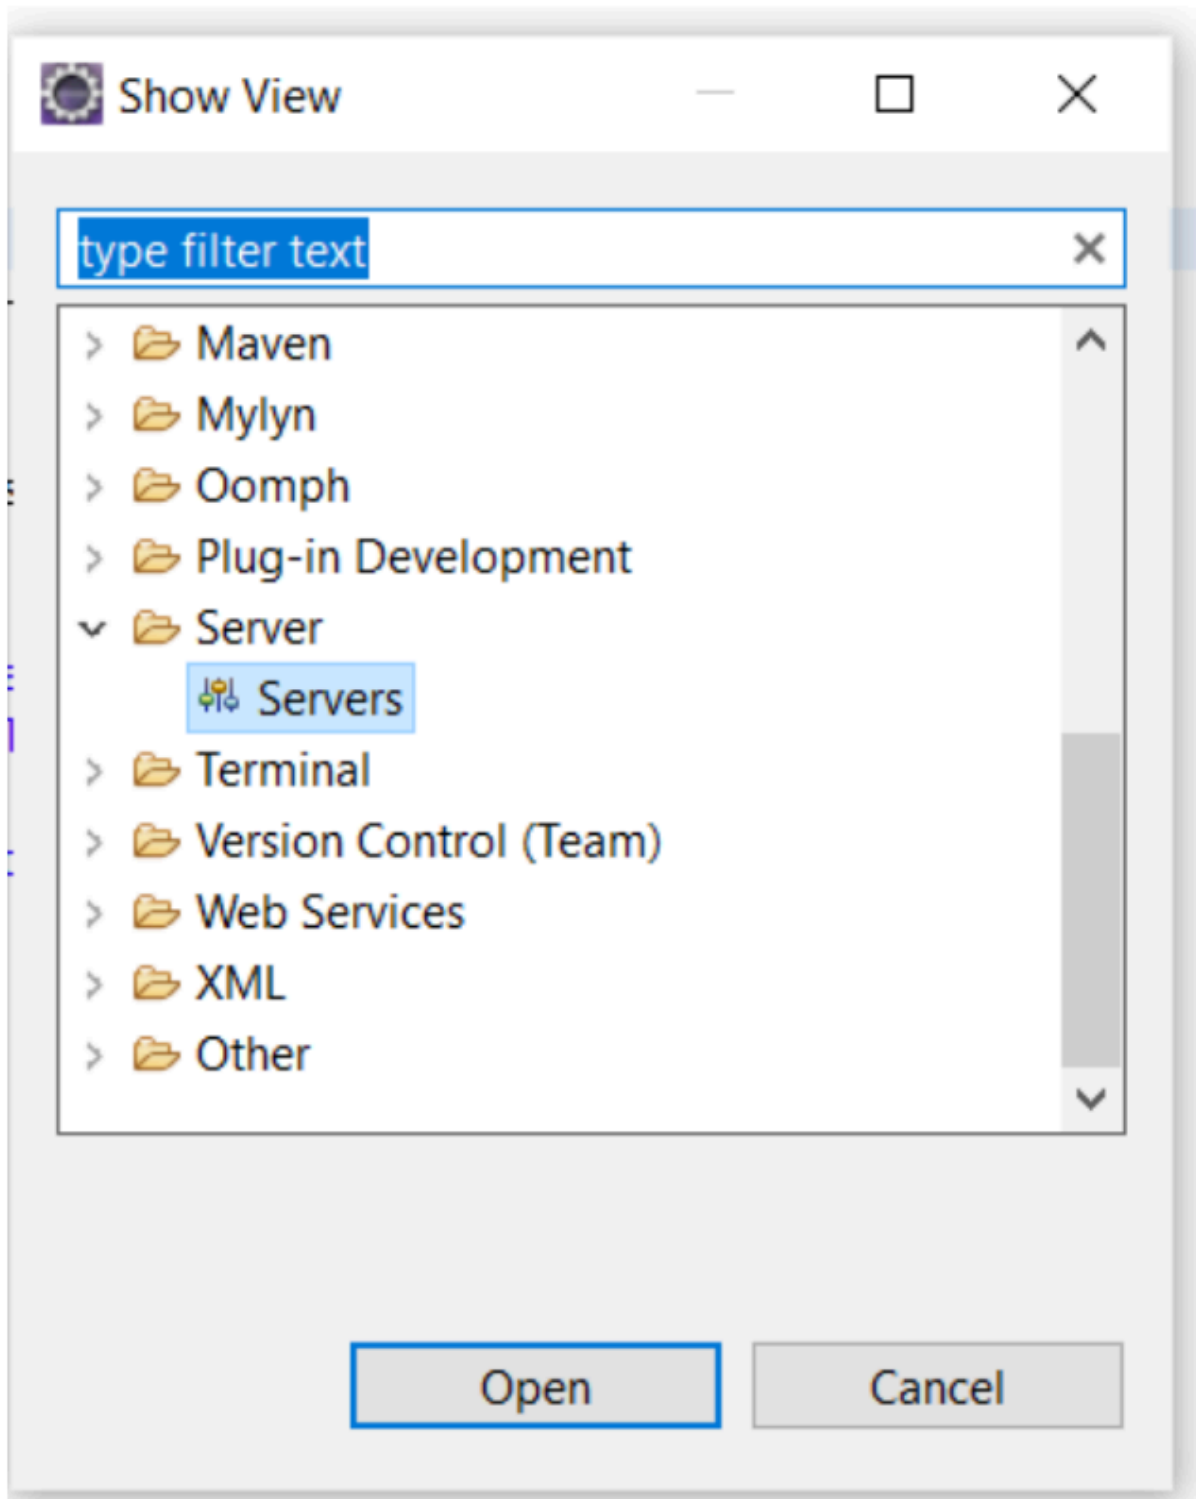 Show View
type filter text
Maven
Mylyn
Oomph
Plug-in Development
Server
Servers
Terminal
Version Control (Team)
Web Services
XML
Other
Open
Cancel